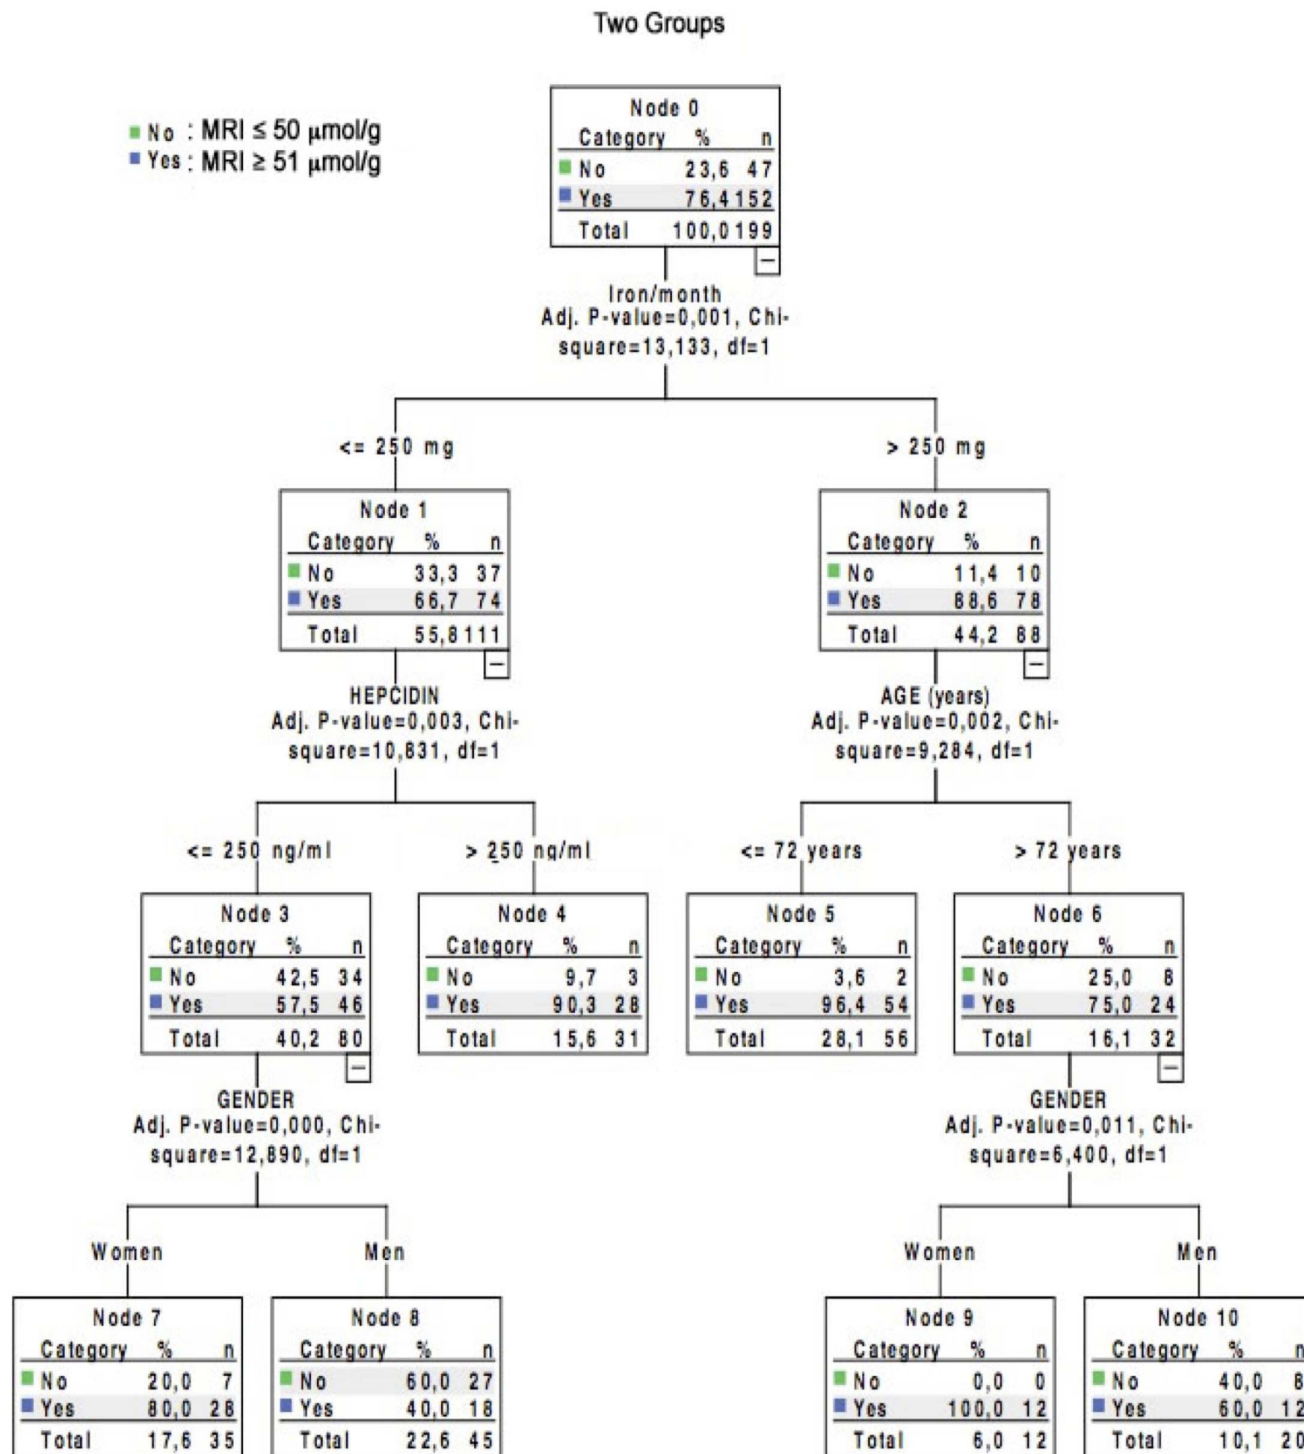 Two Groups
No : MRI ≤ 50 μmol/g
Yes : MRI ≥ 51 μmol/g
Node 0
Category % n
No 23,6 47
Yes 76,4 152
Total 100,0 199
Iron/month
Adj. P-value=0,001, Chi-
square=13,133, df=1
<= 250 mg
> 250 mg
Node 1
Category % n
No 33,3 37
Yes 66,7 74
Total 55,8 111
Node 2
Category % n
No 11,4 10
Yes 88,6 78
Total 44,2 88
HEPCIDIN
Adj. P-value=0,003, Chi-
square=10,831, df=1
AGE (years)
Adj. P-value=0,002, Chi-
square=9,284, df=1
<= 250 ng/ml
> 250 ng/ml
<= 72 years
> 72 years
Node 3
Category % n
No 42,5 34
Yes 57,5 46
Total 40,2 80
Node 4
Category % n
No 9,7 3
Yes 90,3 28
Total 15,6 31
Node 5
Category % n
No 3,6 2
Yes 96,4 54
Total 28,1 56
Node 6
Category % n
No 25,0 8
Yes 75,0 24
Total 16,1 32
GENDER
Adj. P-value=0,000, Chi-
square=12,890, df=1
GENDER
Adj. P-value=0,011, Chi-
square=6,400, df=1
Women
Men
Women
Men
Node 7
Category % n
No 20,0 7
Yes 80,0 28
Total 17,6 35
Node 8
Category % n
No 60,0 27
Yes 40,0 18
Total 22,6 45
Node 9
Category % n
No 0,0 0
Yes 100,0 12
Total 6,0 12
Node 10
Category % n
No 40,0 8
Yes 60,0 12
Total 10,1 20